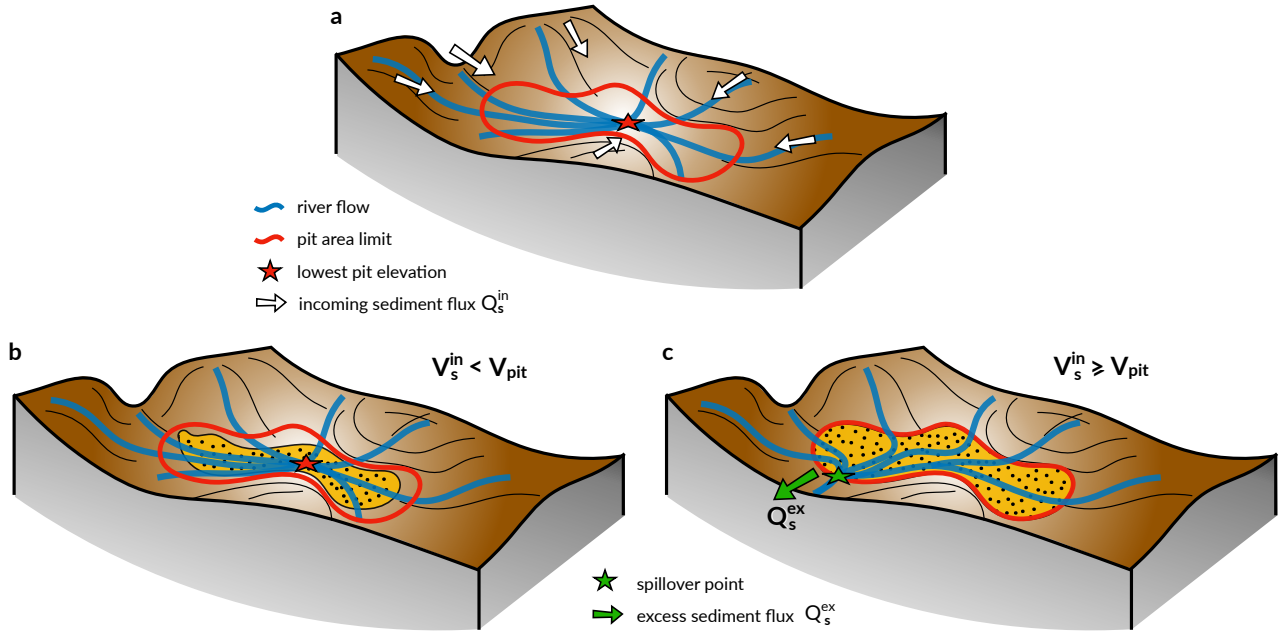 a
river flow
pit area limit
lowest pit elevation
incoming sediment flux Q_s^in
b
V_s^in < V_pit
c
V_s^in ⩾ V_pit
Q_s^ex
spillover point
excess sediment flux Q_s^ex